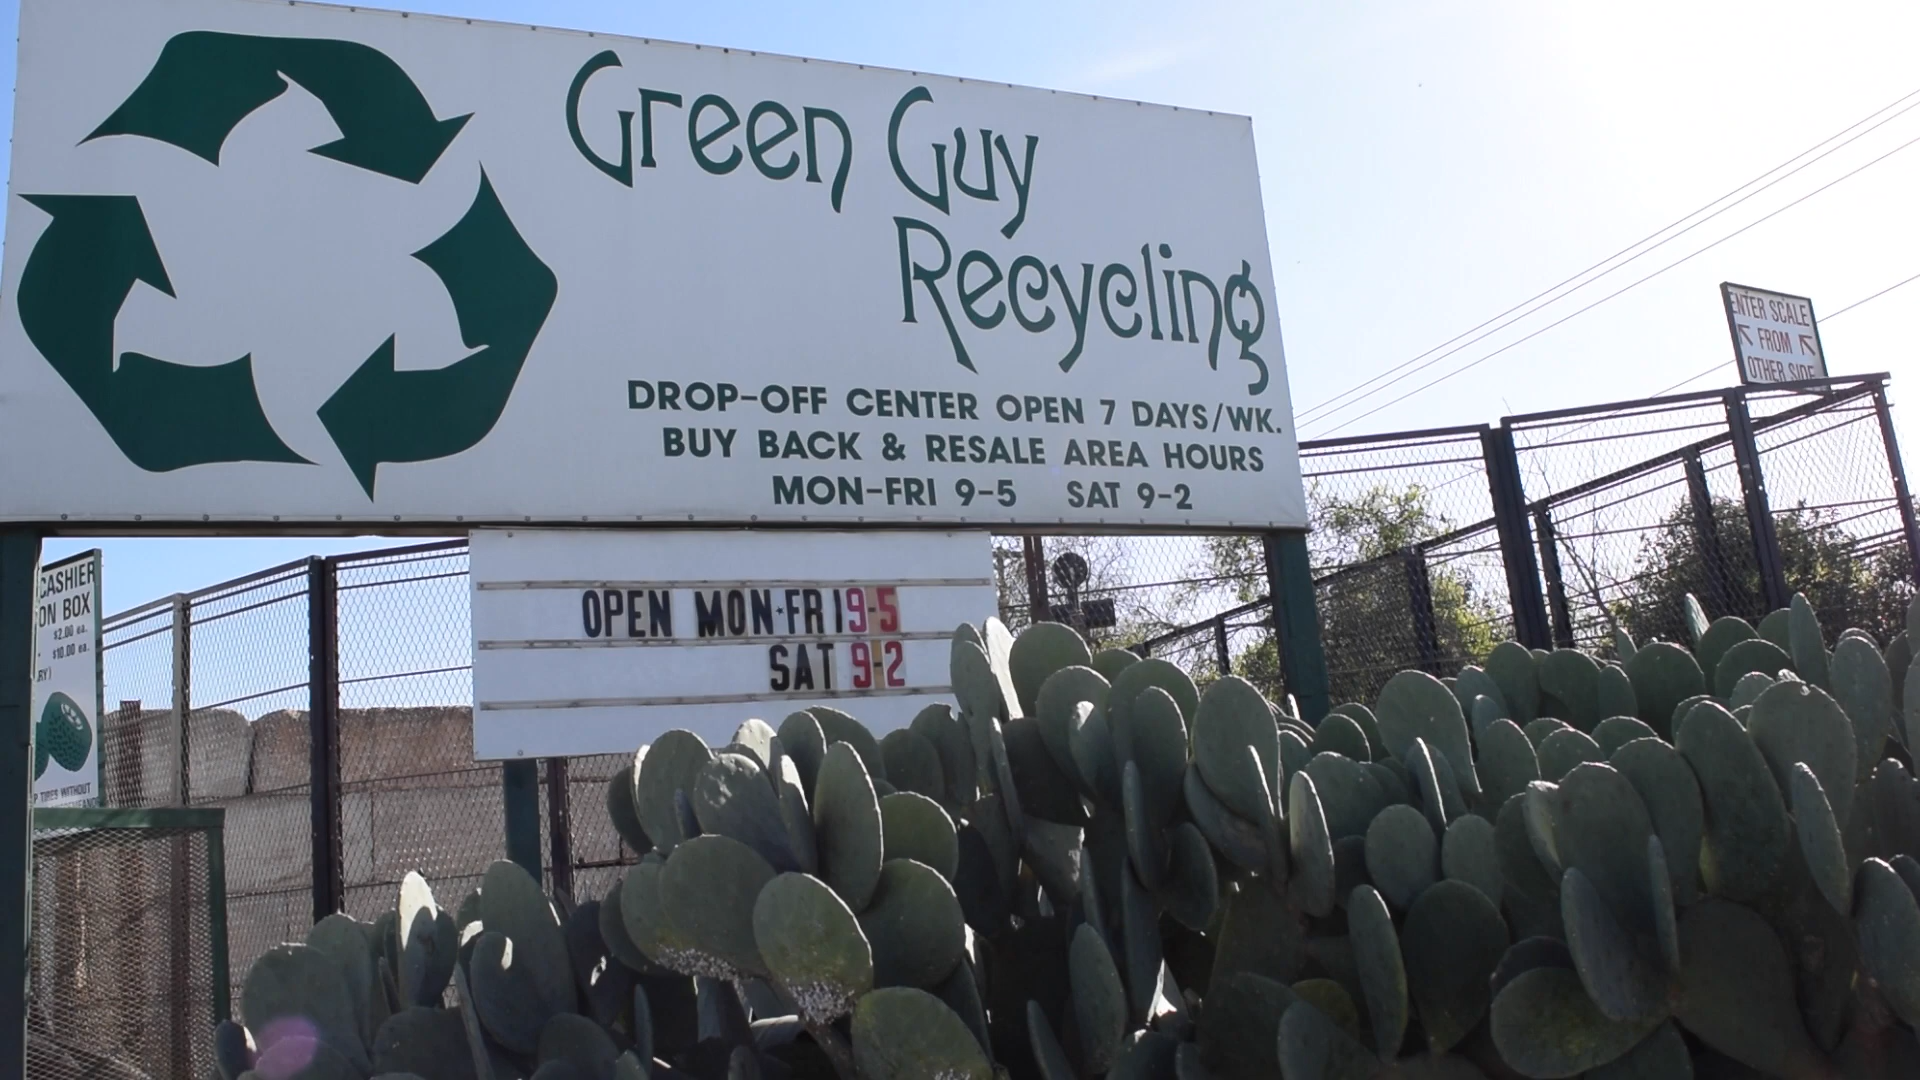 Green Guy
Recycling
DROP-OFF CENTER OPEN 7 DAYS/WK.
BUY BACK & RESALE AREA HOURS
MON-FRI 9-5 SAT 9-2
OPEN MON·FRI 9-5
SAT 9-2
ENTER SCALE
FROM
OTHER SIDE
CASHIER
ON BOX
$2.00 ea.
$10.00 ea.
TIRES WITHOUT